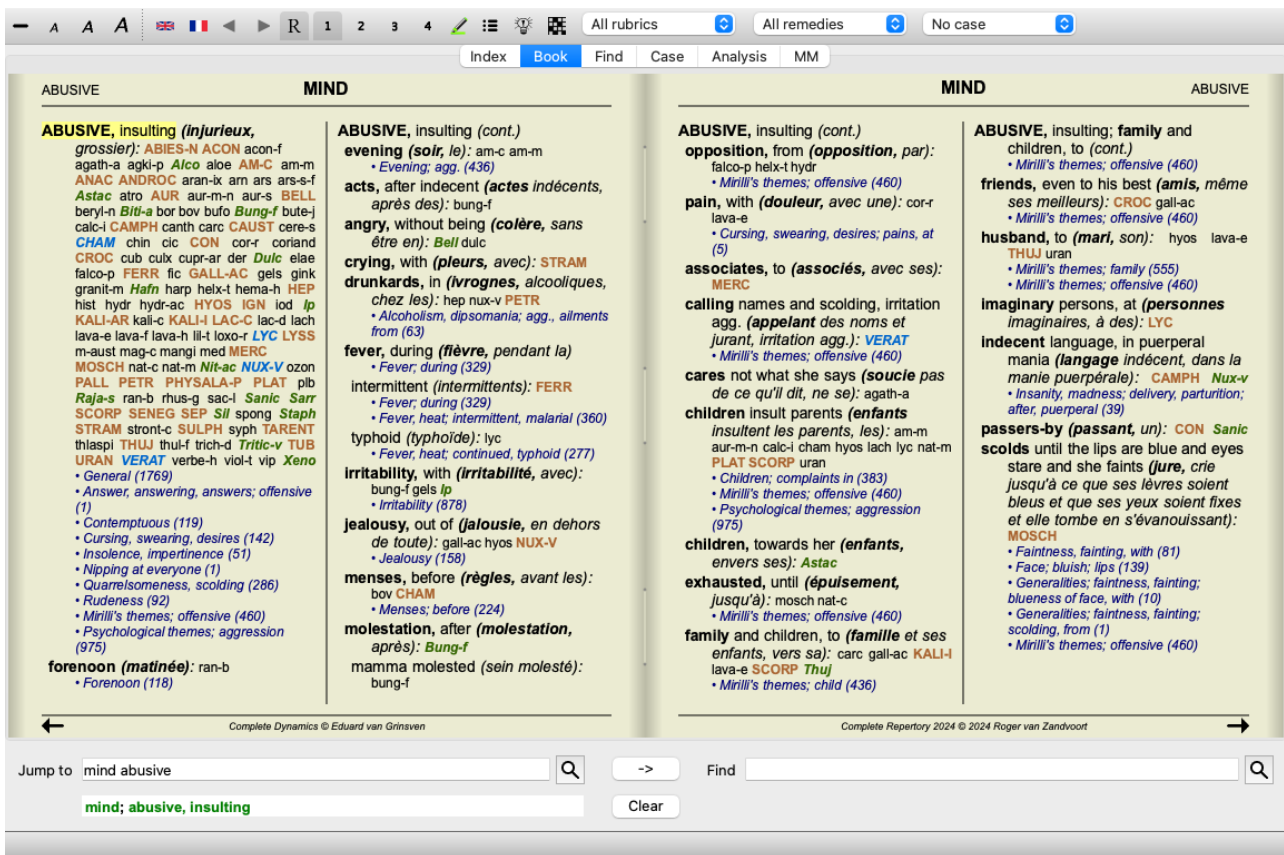 A A A R 1 2 3 4 All rubrics All remedies No case
Index Book Find Case Analysis MM
ABUSIVE MIND
ABUSIVE, insulting (injurieux,
grossier): ABIES-N ACON acon-f
agath-a agki-p Alco aloe AM-C am-m
ANAC ANDROC aran-ix arn ars ars-s-f
Astac atro AUR aur-m-n aur-s BELL
beryl-n Biti-a bor bov bufo Bung-f bute-j
calc-i CAMPH canth carc CAUST cere-s
CHAM chin cic CON cor-r coriand
CROC cub culx cupr-ar der Dulc elae
falco-p FERR fic GALL-AC gels gink
granit-m Hafn harp helx-t hema-h HEP
hist hydr hydr-ac HYOS IGN iod Ip
KALI-AR kali-c KALI-I LAC-C lac-d lach
lava-e lava-f lava-h lil-t loxo-r LYC LYSS
m-aust mag-c mangi med MERC
MOSCH nat-c nat-m Nit-ac NUX-V ozon
PALL PETR PHYSALA-P PLAT plb
Raja-s ran-b rhus-g sac-l Sanic Sarr
SCORP SENEG SEP Sil spong Staph
STRAM stront-c SULPH syph TARENT
thlaspi THUJ thul-f trich-d Tritic-v TUB
URAN VERAT verbe-h viol-t vip Xeno
• General (1769)
• Answer, answering, answers; offensive
(1)
• Contemptuous (119)
• Cursing, swearing, desires (142)
• Insolence, impertinence (51)
• Nipping at everyone (1)
• Quarrelsomeness, scolding (286)
• Rudeness (92)
• Mirilli's themes; offensive (460)
• Psychological themes; aggression
(975)
forenoon (matinée): ran-b
• Forenoon (118)
ABUSIVE, insulting (cont.)
evening (soir, le): am-c am-m
• Evening; agg. (436)
acts, after indecent (actes indécents,
après des): bung-f
angry, without being (colère, sans
être en): Bell dulc
crying, with (pleurs, avec): STRAM
drunkards, in (ivrognes, alcooliques,
chez les): hep nux-v PETR
• Alcoholism, dipsomania; agg., ailments
from (63)
fever, during (fièvre, pendant la)
• Fever; during (329)
intermittent (intermittents): FERR
• Fever; during (329)
• Fever, heat; intermittent, malarial (360)
typhoid (typhoïde): lyc
• Fever, heat; continued, typhoid (277)
irritability, with (irritabilité, avec):
bung-f gels Ip
• Irritability (878)
jealousy, out of (jalousie, en dehors
de toute): gall-ac hyos NUX-V
• Jealousy (158)
menses, before (règles, avant les):
bov CHAM
• Menses; before (224)
molestation, after (molestation,
après): Bung-f
mamma molested (sein molesté):
bung-f
Complete Dynamics © Eduard van Grinsven
MIND ABUSIVE
ABUSIVE, insulting (cont.)
opposition, from (opposition, par):
falco-p helx-t hydr
• Mirilli's themes; offensive (460)
pain, with (douleur, avec une): cor-r
lava-e
• Cursing, swearing, desires; pains, at
(5)
associates, to (associés, avec ses):
MERC
calling names and scolding, irritation
agg. (appelant des noms et
jurant, irritation agg.): VERAT
• Mirilli's themes; offensive (460)
cares not what she says (soucie pas
de ce qu'il dit, ne se): agath-a
children insult parents (enfants
insultent les parents, les): am-m
aur-m-n calc-i cham hyos lach lyc nat-m
PLAT SCORP uran
• Children; complaints in (383)
• Mirilli's themes; offensive (460)
• Psychological themes; aggression
(975)
children, towards her (enfants,
envers ses): Astac
exhausted, until (épuisement,
jusqu'à): mosch nat-c
• Mirilli's themes; offensive (460)
family and children, to (famille et ses
enfants, vers sa): carc gall-ac KALI-I
lava-e SCORP Thuj
• Mirilli's themes; child (436)
ABUSIVE, insulting; family and
children, to (cont.)
• Mirilli's themes; offensive (460)
friends, even to his best (amis, même
ses meilleurs): CROC gall-ac
• Mirilli's themes; offensive (460)
husband, to (mari, son): hyos lava-e
THUJ uran
• Mirilli's themes; family (555)
• Mirilli's themes; offensive (460)
imaginary persons, at (personnes
imaginaires, à des): LYC
indecent language, in puerperal
mania (langage indécent, dans la
manie puerpérale): CAMPH Nux-v
• Insanity, madness; delivery, parturition;
after, puerperal (39)
passers-by (passant, un): CON Sanic
scolds until the lips are blue and eyes
stare and she faints (jure, crie
jusqu'à ce que ses lèvres soient
bleus et que ses yeux soient fixes
et elle tombe en s'évanouissant):
MOSCH
• Faintness, fainting, with (81)
• Face; bluish; lips (139)
• Generalities; faintness, fainting;
blueness of face, with (10)
• Generalities; faintness, fainting;
scolding, from (1)
• Mirilli's themes; offensive (460)
Complete Repertory 2024 © 2024 Roger van Zandvoort
Jump to mind abusive -> Find
mind; abusive, insulting Clear